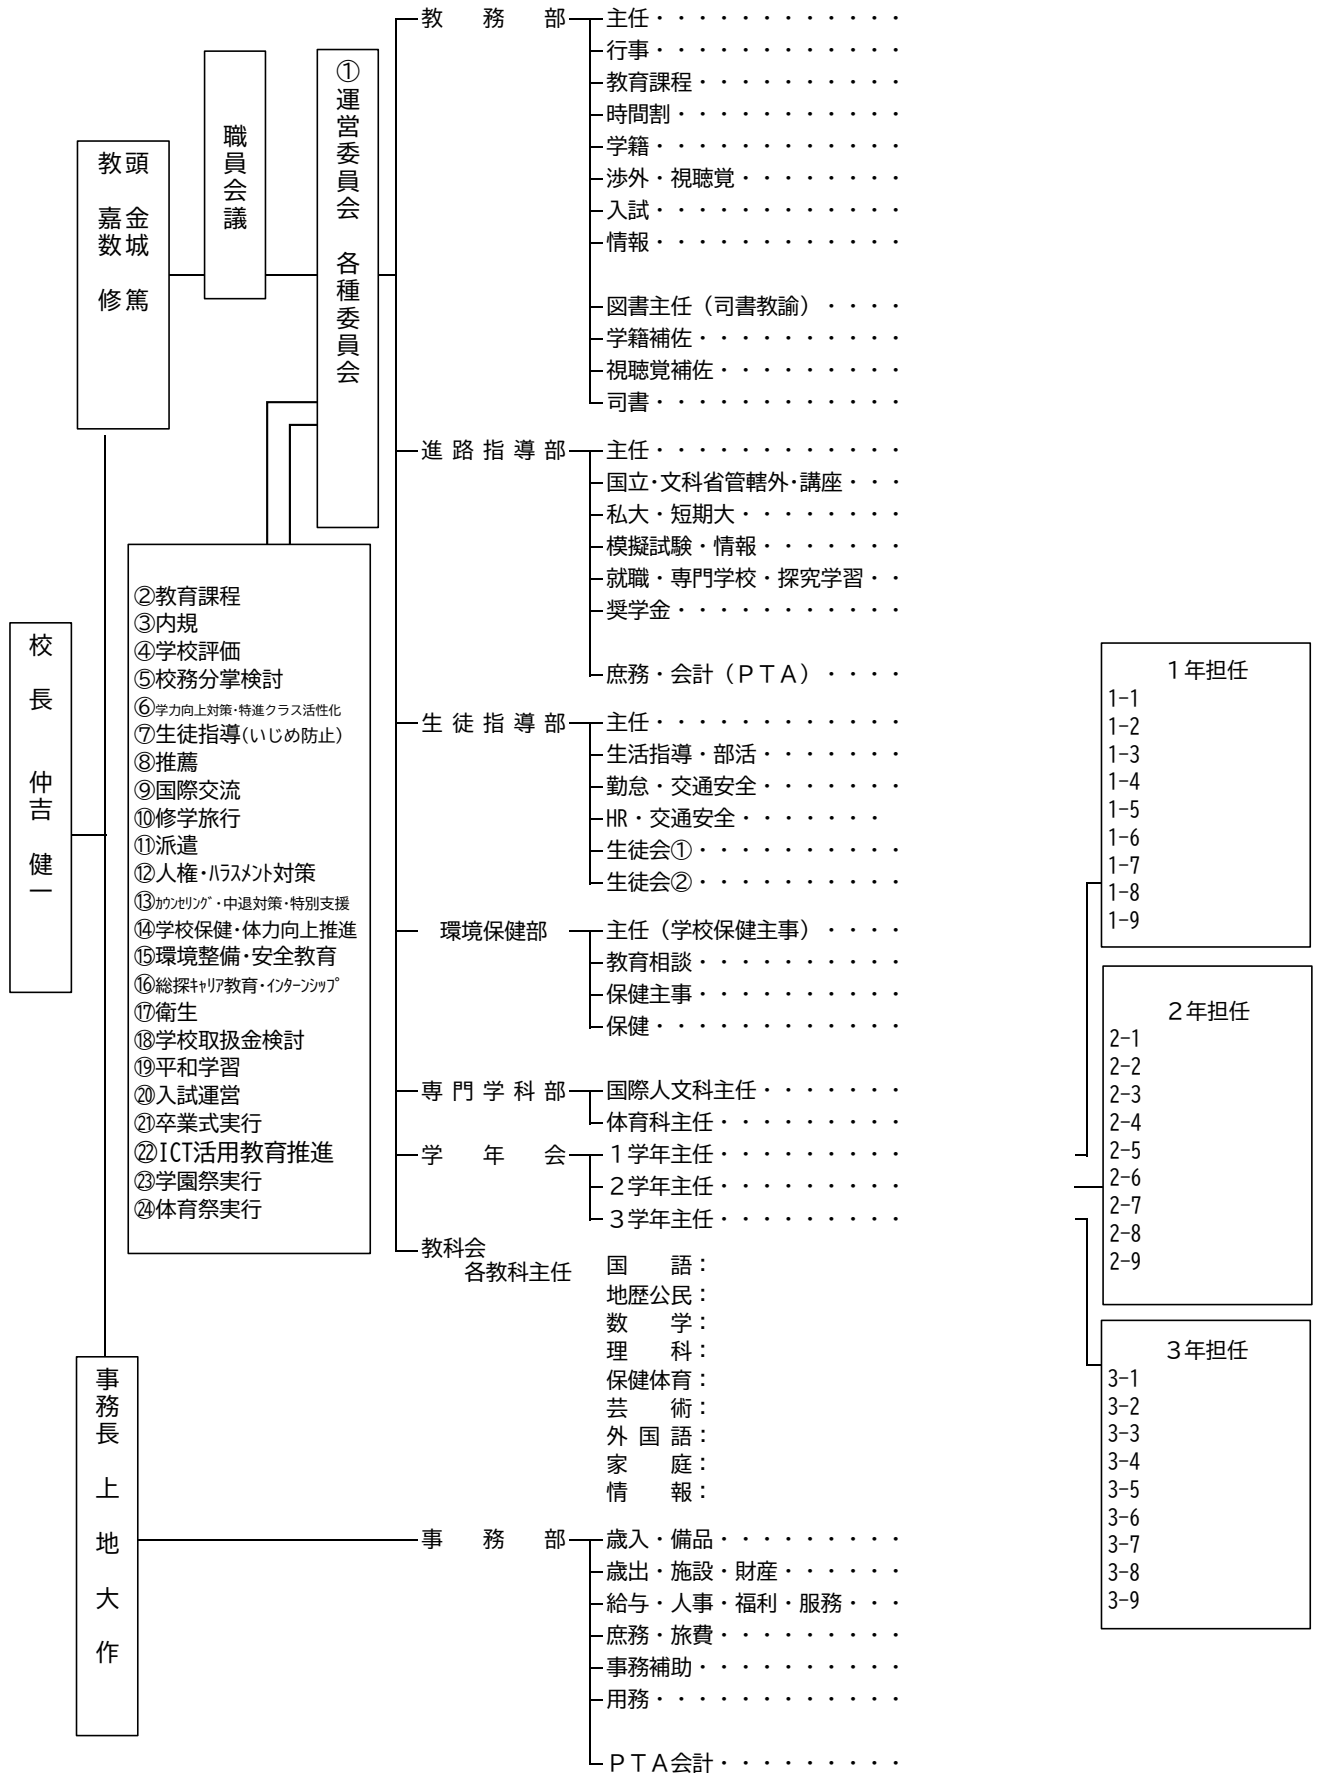 校長　仲吉　健一
教頭　金城　篤
嘉数　修
職員会議
①運営委員会　各種委員会
②教育課程
③内規
④学校評価
⑤校務分掌検討
⑥学力向上対策･特進クラス活性化
⑦生徒指導(いじめ防止)
⑧推薦
⑨国際交流
⑩修学旅行
⑪派遣
⑫人権･ﾊﾗｽﾒﾝﾄ対策
⑬ｶｳﾝｾﾘﾝｸﾞ・中退対策・特別支援
⑭学校保健･体力向上推進
⑮環境整備･安全教育
⑯総探ｷｬﾘｱ教育･ｲﾝﾀｰﾝｼｯﾌﾟ
⑰衛生
⑱学校取扱金検討
⑲平和学習
⑳入試運営
㉑卒業式実行
㉒ICT活用教育推進
㉓学園祭実行
㉔体育祭実行
事務長　上地大作
教　務　部
主任・・・・・・・・・・・・
行事・・・・・・・・・・・・
教育課程・・・・・・・・・・
時間割・・・・・・・・・・・
学籍・・・・・・・・・・・・
渉外・視聴覚・・・・・・・・
入試・・・・・・・・・・・・
情報・・・・・・・・・・・・
図書主任（司書教諭）・・・・
学籍補佐・・・・・・・・・・
視聴覚補佐・・・・・・・・・
司書・・・・・・・・・・・・
進路指導部
主任・・・・・・・・・・・・
国立･文科省管轄外･講座・・・
私大・短期大・・・・・・・・
模擬試験・情報・・・・・・・
就職・専門学校・探究学習・・
奨学金・・・・・・・・・・・
庶務・会計（ＰＴＡ）・・・・
生徒指導部
主任・・・・・・・・・・・・
生活指導・部活・・・・・・・
勤怠・交通安全・・・・・・・
HR・交通安全・・・・・・・
生徒会①・・・・・・・・・・
生徒会②・・・・・・・・・・
環境保健部
主任（学校保健主事）・・・・
教育相談・・・・・・・・・・
保健主事・・・・・・・・・・
保健・・・・・・・・・・・・
専門学科部
国際人文科主任・・・・・・・
体育科主任・・・・・・・・・
学　年　会
１学年主任・・・・・・・・・
２学年主任・・・・・・・・・
３学年主任・・・・・・・・・
教科会
各教科主任
国　　語：
地歴公民：
数　　学：
理　　科：
保健体育：
芸　　術：
外 国 語：
家　　庭：
情　　報：
事　務　部
歳入・備品・・・・・・・・・
歳出・施設・財産・・・・・・
給与・人事・福利・服務・・・
庶務・旅費・・・・・・・・・
事務補助・・・・・・・・・・
用務・・・・・・・・・・・・
ＰＴＡ会計・・・・・・・・・
１年担任
1-1
1-2
1-3
1-4
1-5
1-6
1-7
1-8
1-9
２年担任
2-1
2-2
2-3
2-4
2-5
2-6
2-7
2-8
2-9
３年担任
3-1
3-2
3-3
3-4
3-5
3-6
3-7
3-8
3-9